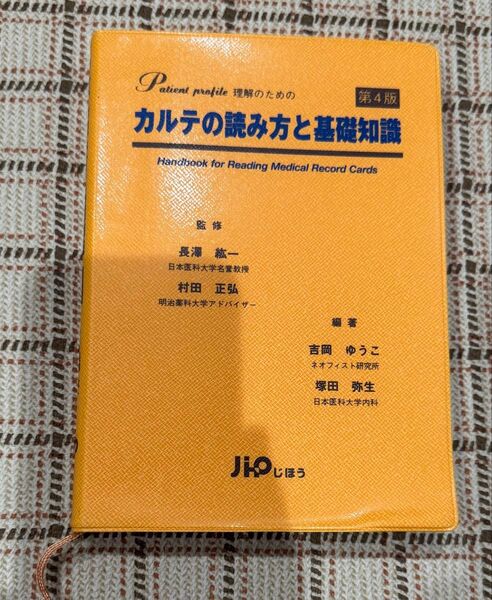 Patient profile 理解のための
第4版
カルテの読み方と基礎知識
Handbook for Reading Medical Record Cards
監修
長澤 紘一
日本医科大学名誉教授
村田 正弘
明治薬科大学アドバイザー
編著
吉岡 ゆうこ
ネオフィスト研究所
塚田 弥生
日本医科大学内科
Jihoじほう